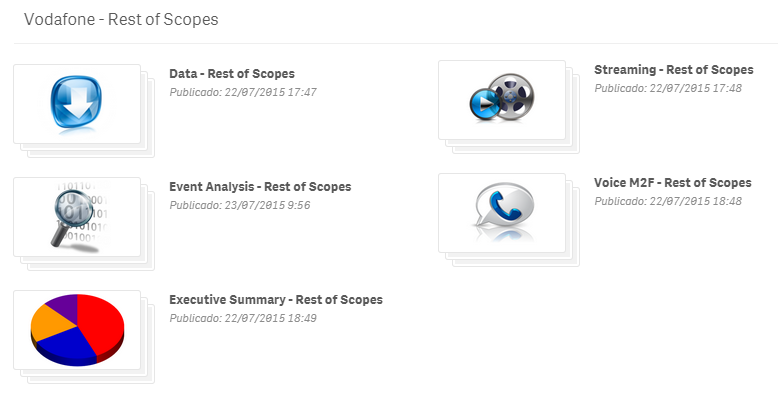 Vodafone - Rest of Scopes
Data - Rest of Scopes
Publicado: 22/07/2015 17:47
Streaming - Rest of Scopes
Publicado: 22/07/2015 17:48
Event Analysis - Rest of Scopes
Publicado: 23/07/2015 9:56
Voice M2F - Rest of Scopes
Publicado: 22/07/2015 18:48
Executive Summary - Rest of Scopes
Publicado: 22/07/2015 18:49